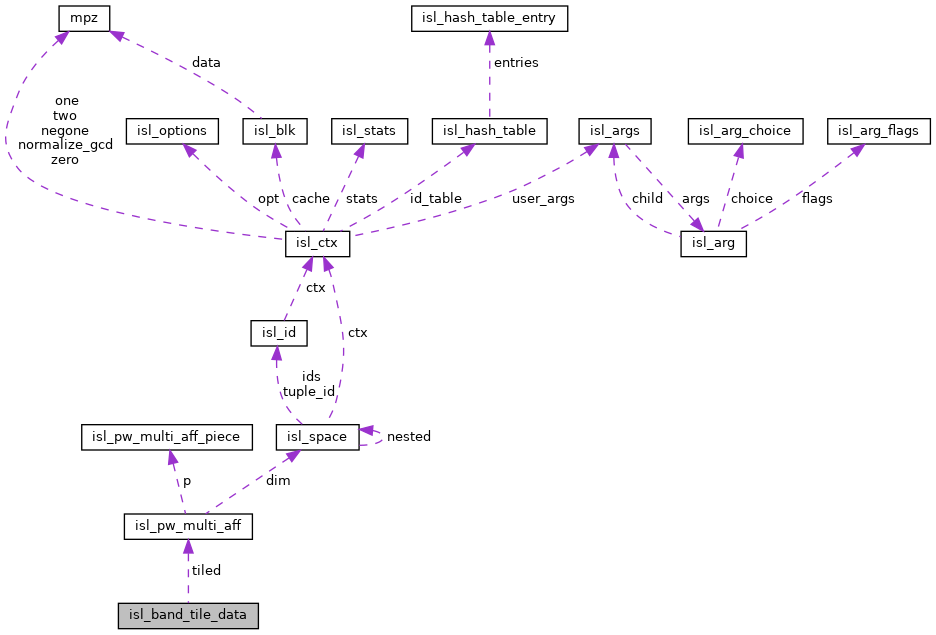 mpz
isl_hash_table_entry
data
entries
one
two
negone
normalize_gcd
zero
isl_options
isl_blk
isl_stats
isl_hash_table
isl_args
isl_arg_choice
isl_arg_flags
opt
cache
stats
id_table
user_args
child
args
choice
flags
isl_ctx
isl_arg
ctx
isl_id
ctx
ids
tuple_id
isl_pw_multi_aff_piece
isl_space
nested
p
dim
isl_pw_multi_aff
tiled
isl_band_tile_data